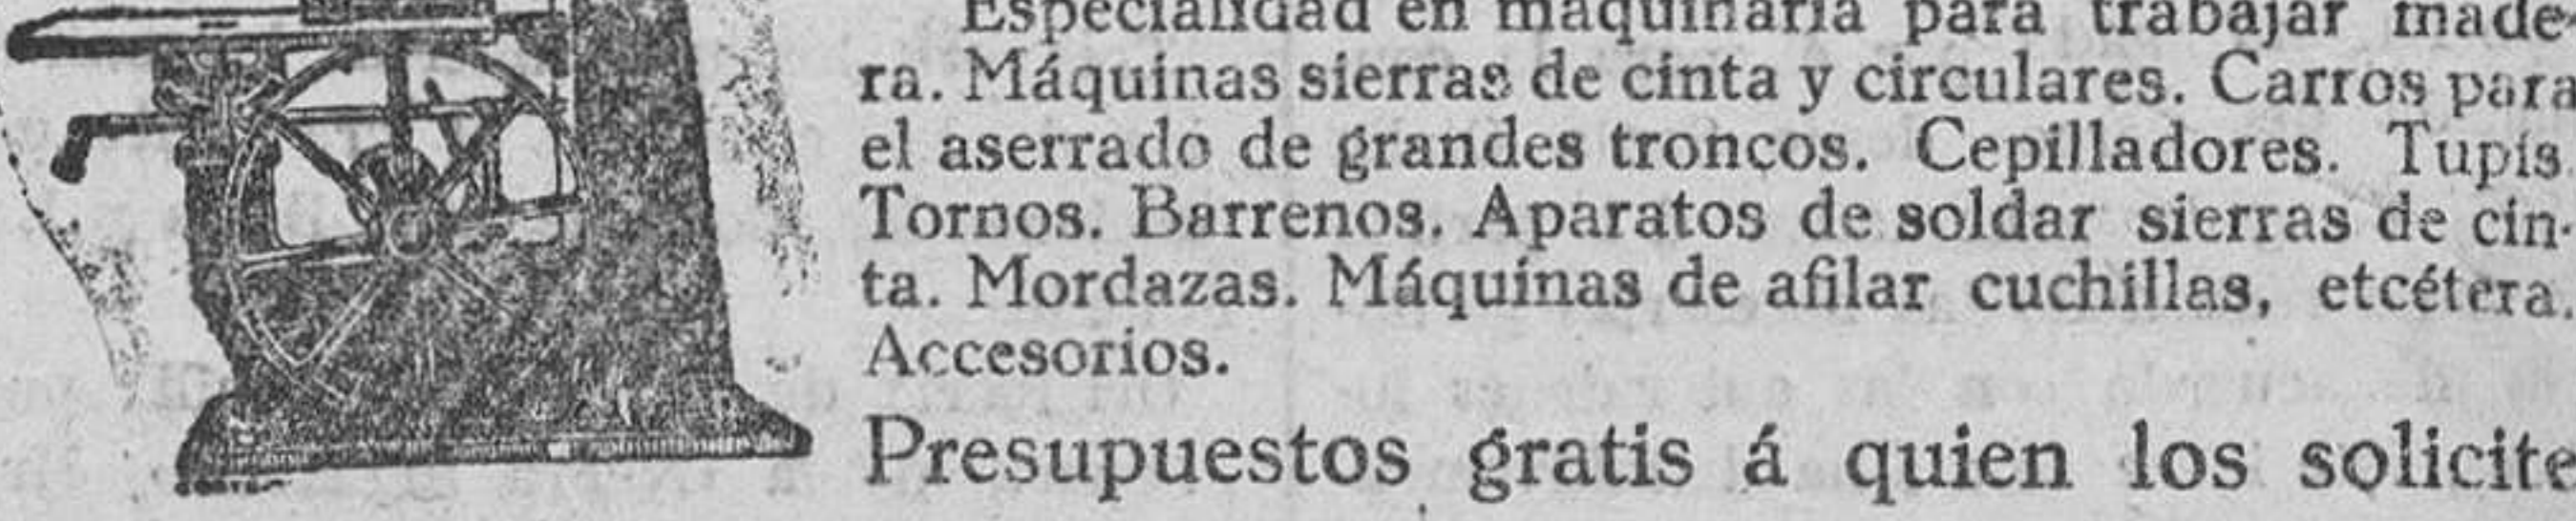 Especialidad en maquinaria para trabajar made-
ra. Máquinas sierras de cinta y circulares. Carros para
el aserrado de grandes troncos. Cepilladores. Tupís.
Tornos. Barrenos. Aparatos de soldar sierras de cin-
ta. Mordazas. Máquinas de afilar cuchillas, etcétera.
Accesorios.
Presupuestos gratis á quien los solicite